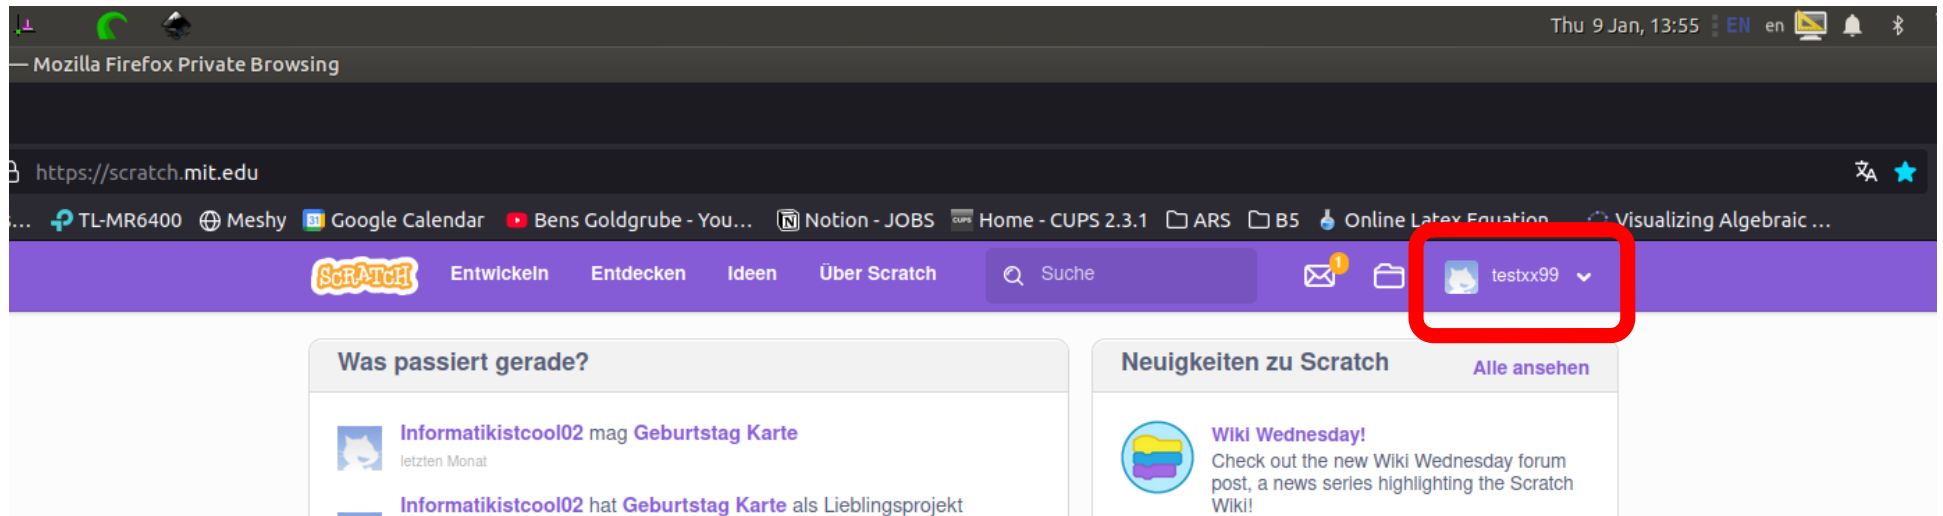 Thu 9 Jan, 13:55 EN en
— Mozilla Firefox Private Browsing
https://scratch.mit.edu
... TL-MR6400 Meshy 31 Google Calendar Bens Goldgrube - You... Notion - JOBS CUPS Home - CUPS 2.3.1 ARS B5 Online Latex Equation Visualizing Algebraic ...
SCRATCH Entwickeln Entdecken Ideen Über Scratch Suche 1 testxx99
Was passiert gerade?
Informatikistcool02 mag Geburtstag Karte
letzten Monat
Informatikistcool02 hat Geburtstag Karte als Lieblingsprojekt
Neuigkeiten zu Scratch Alle ansehen
Wiki Wednesday!
Check out the new Wiki Wednesday forum
post, a news series highlighting the Scratch
Wiki!